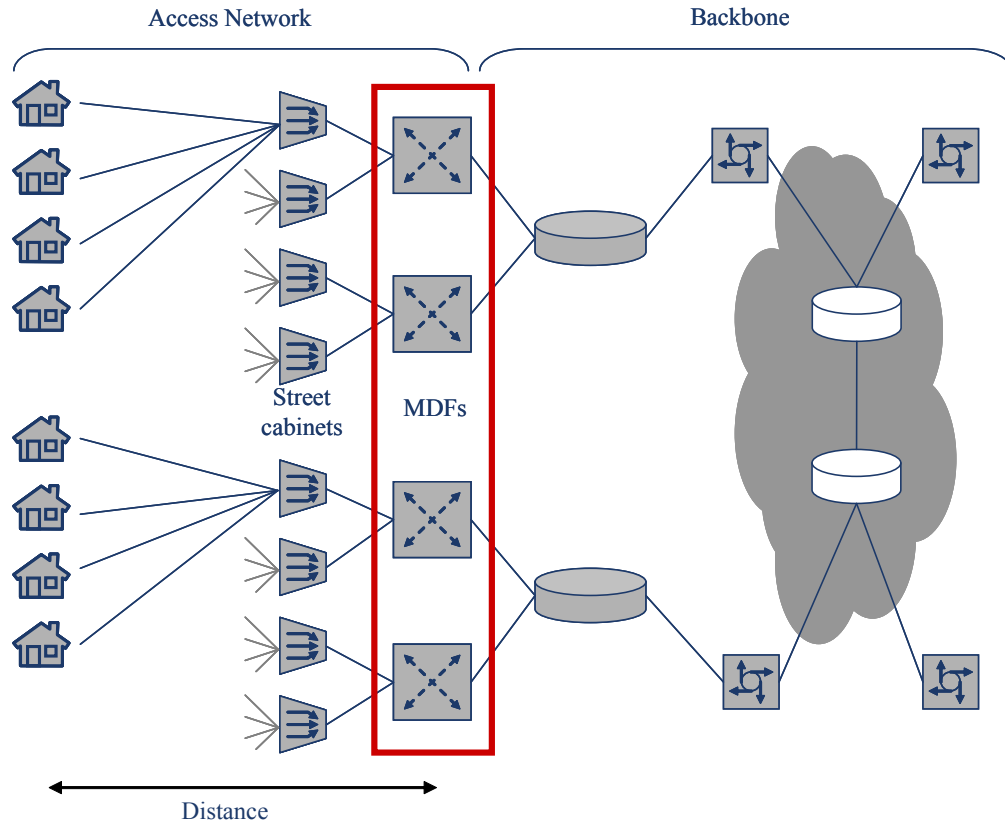 Access Network
Backbone
Street
cabinets
MDFs
Distance